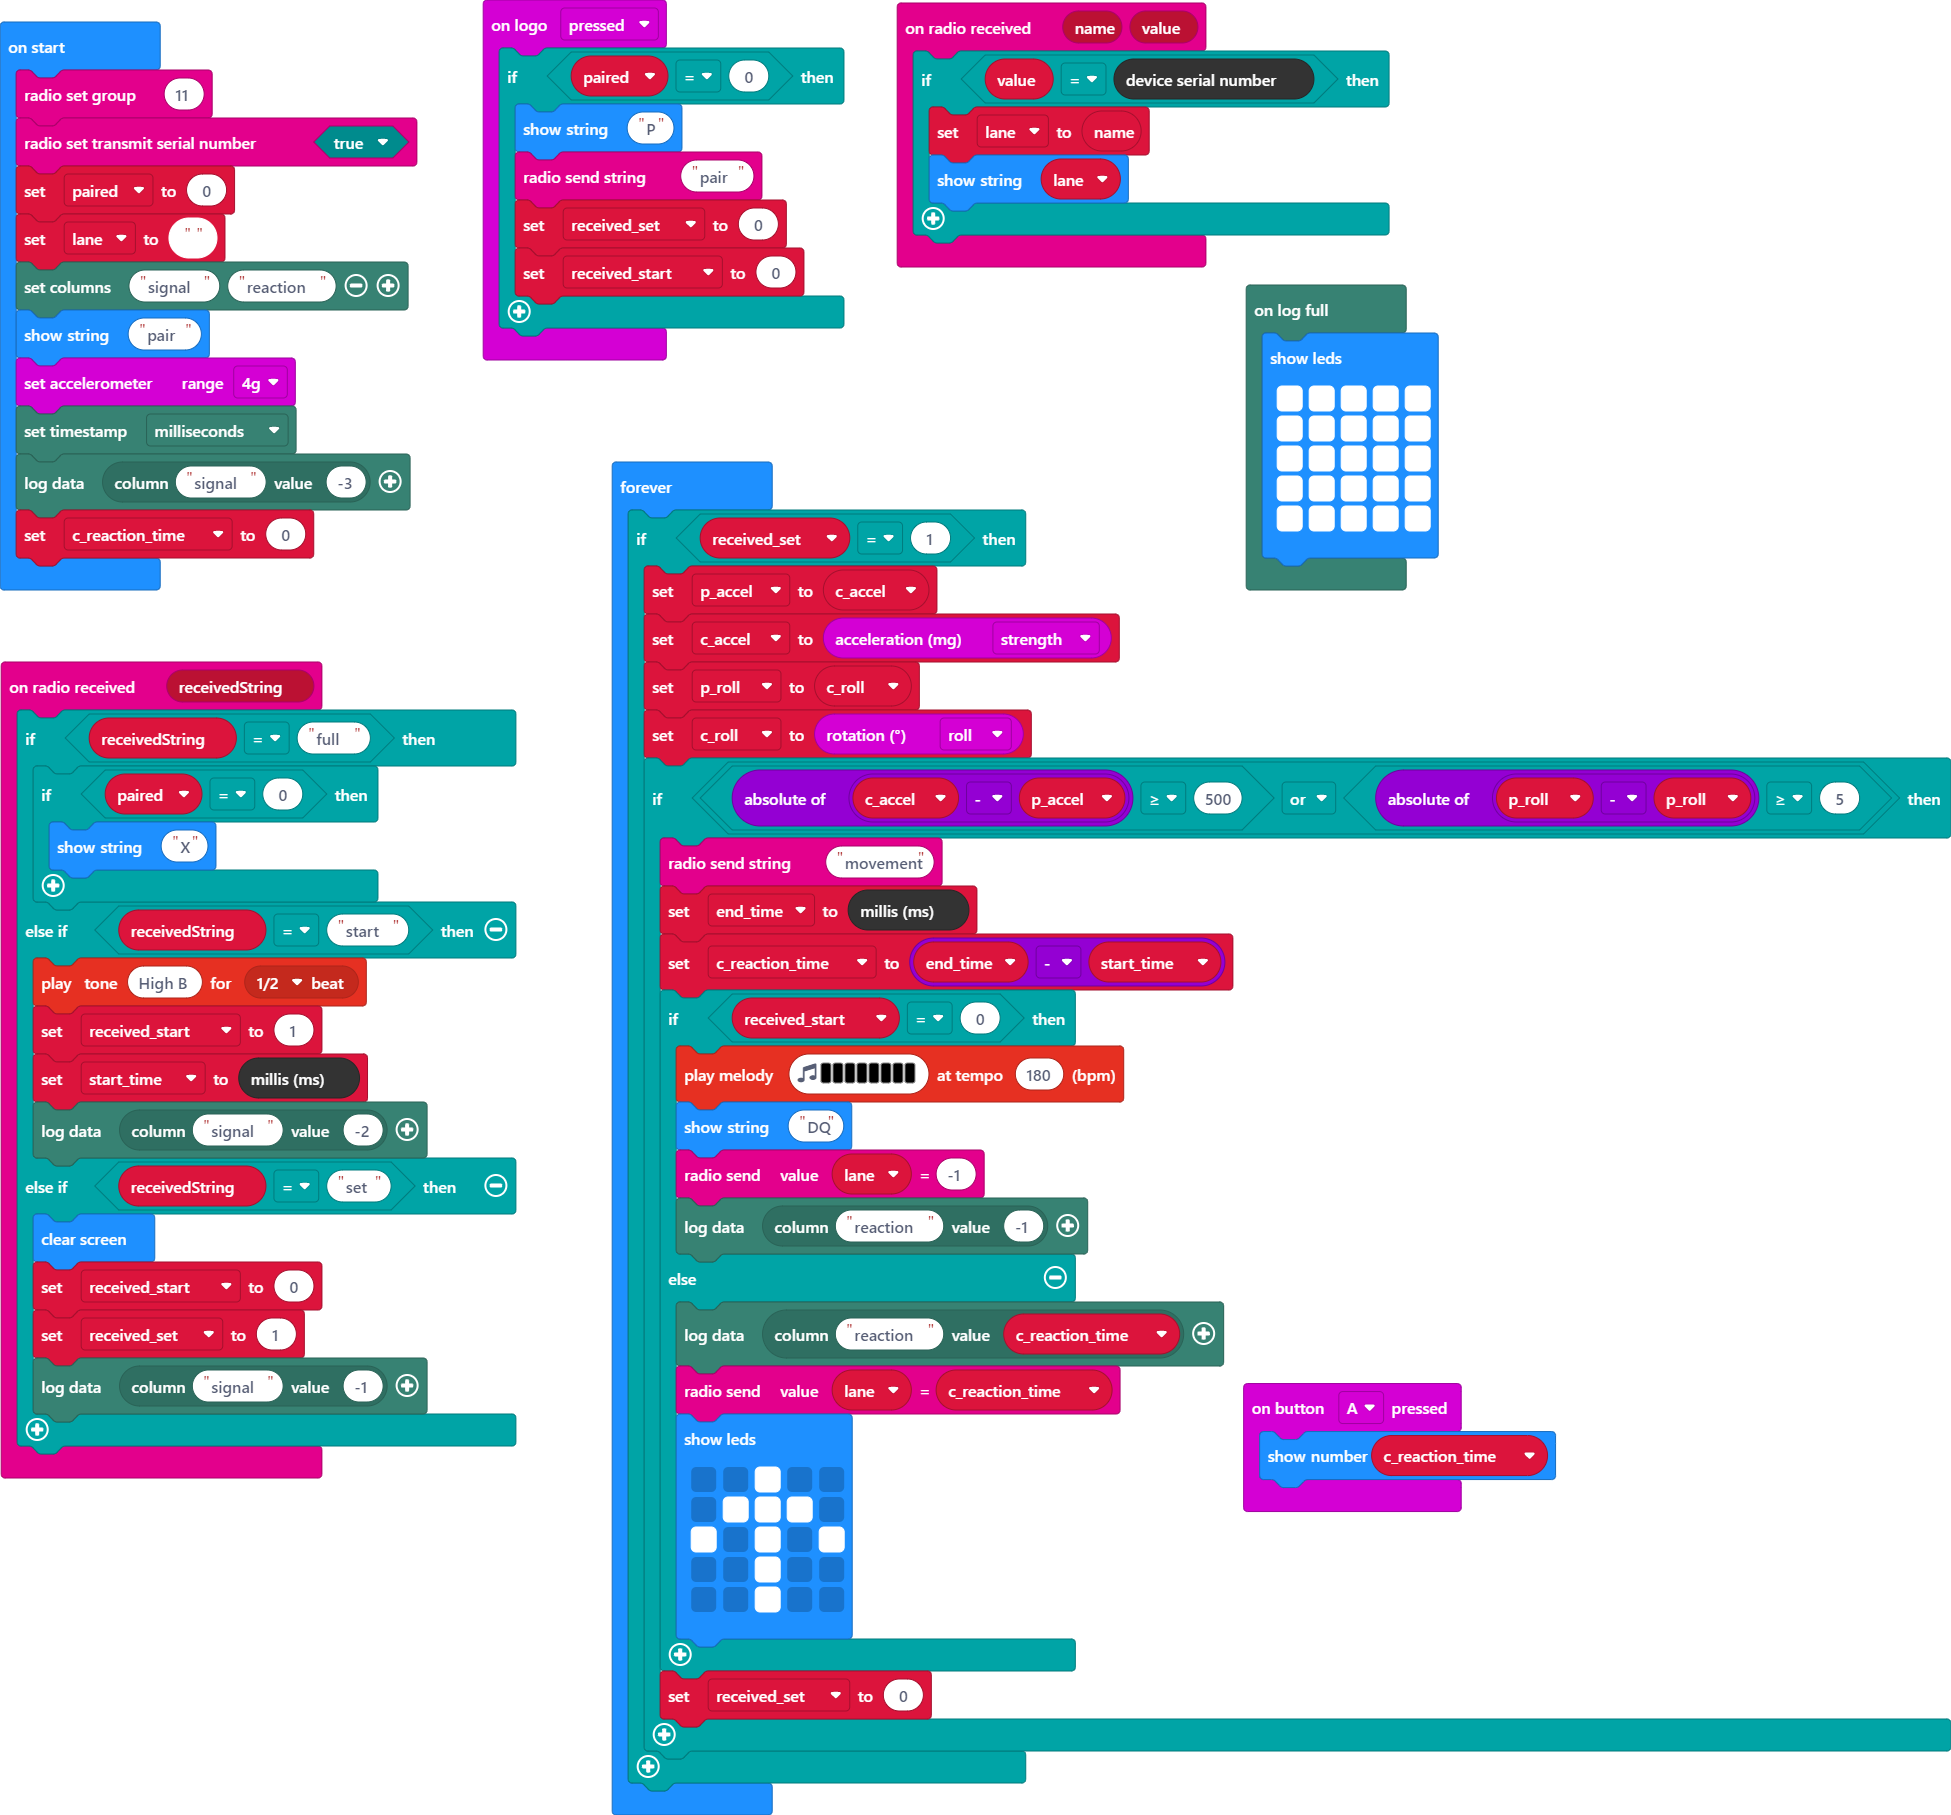 on start
radio set group 11
radio set transmit serial number true
set paired to 0
set lane to " "
set columns "signal" "reaction"
show string "pair"
set accelerometer range 4g
set timestamp milliseconds
log data column "signal" value -3
set c_reaction_time to 0
on logo pressed
if paired = 0 then
show string "P"
radio send string "pair"
set received_set to 0
set received_start to 0
on radio received name value
if value = device serial number then
set lane to name
show string lane
on log full
show leds
on radio received receivedString
if receivedString = "full" then
if paired = 0 then
show string "X"
else if receivedString = "start" then
play tone High B for 1/2 beat
set received_start to 1
set start_time to millis (ms)
log data column "signal" value -2
else if receivedString = "set" then
clear screen
set received_start to 0
set received_set to 1
log data column "signal" value -1
forever
if received_set = 1 then
set p_accel to c_accel
set c_accel to acceleration (mg) strength
set p_roll to c_roll
set c_roll to rotation (°) roll
if absolute of c_accel - p_accel ≥ 500 or absolute of p_roll - p_roll ≥ 5 then
radio send string "movement"
set end_time to millis (ms)
set c_reaction_time to end_time - start_time
if received_start = 0 then
play melody at tempo 180 (bpm)
show string "DQ"
radio send value lane = -1
log data column "reaction" value -1
else
log data column "reaction" value c_reaction_time
radio send value lane = c_reaction_time
show leds
set received_set to 0
on button A pressed
show number c_reaction_time